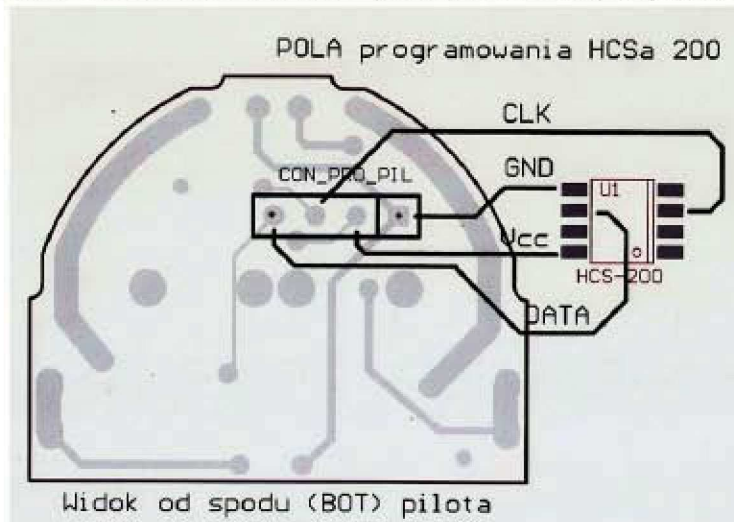 POLA programowania HCSa 200
CLK
CON_PRO_PIL
GND
U1
Vcc
HCS-200
DATA
Widok od spodu (BOT) pilota